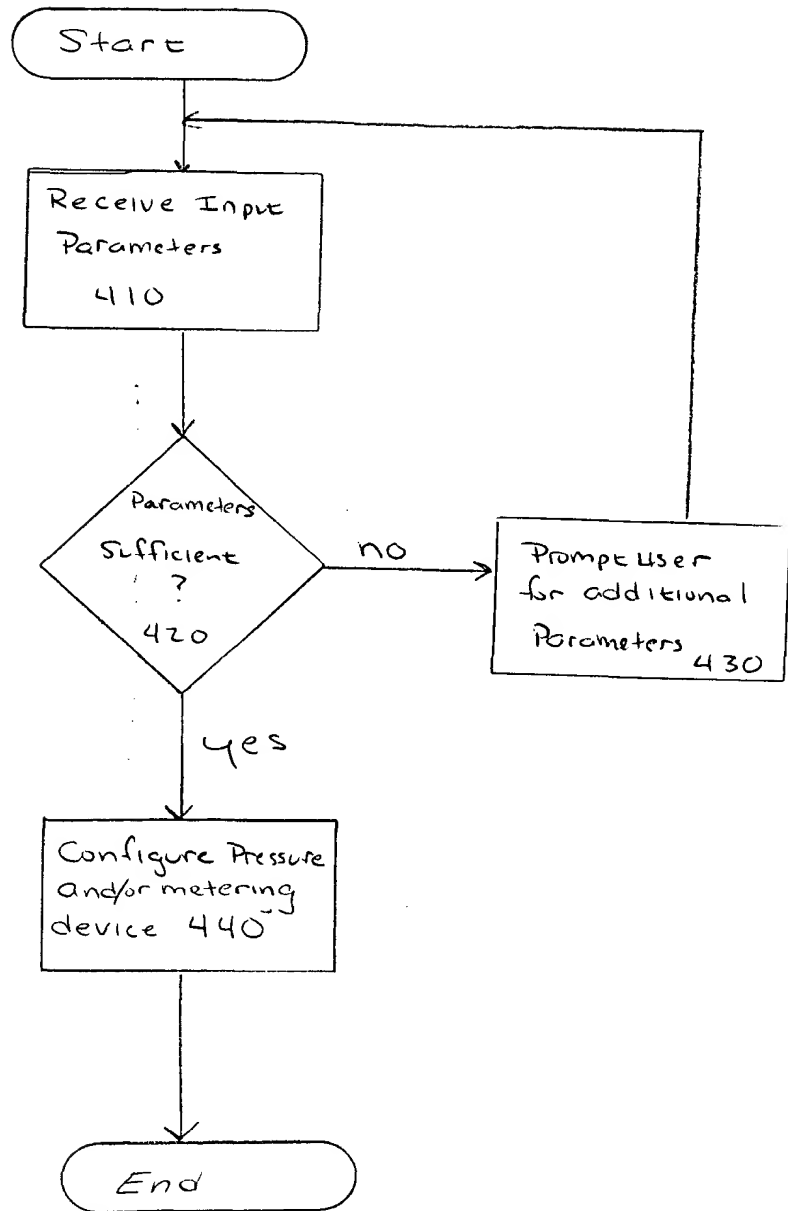 Start
Receive Input
Parameters
410
Parameters
Sufficient
?
420
no
Prompt User
for additional
Parameters
430
yes
Configure Pressure
and/or metering
device 440
End